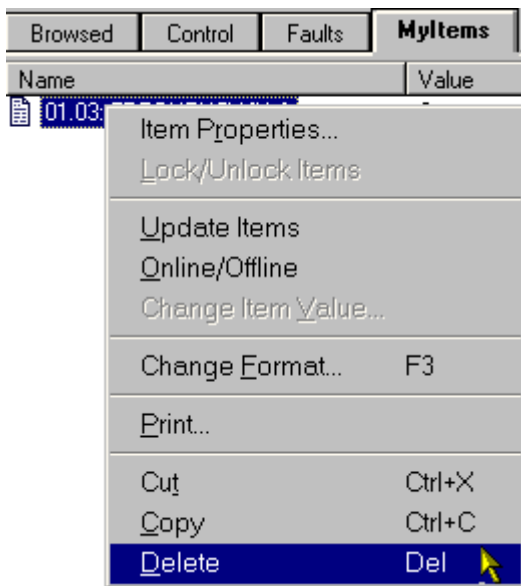 Browsed Control Faults MyItems
Name Value
01.03:
Item Properties...
Lock/Unlock Items
Update Items
Online/Offline
Change Item Value...
Change Format... F3
Print...
Cut Ctrl+X
Copy Ctrl+C
Delete Del